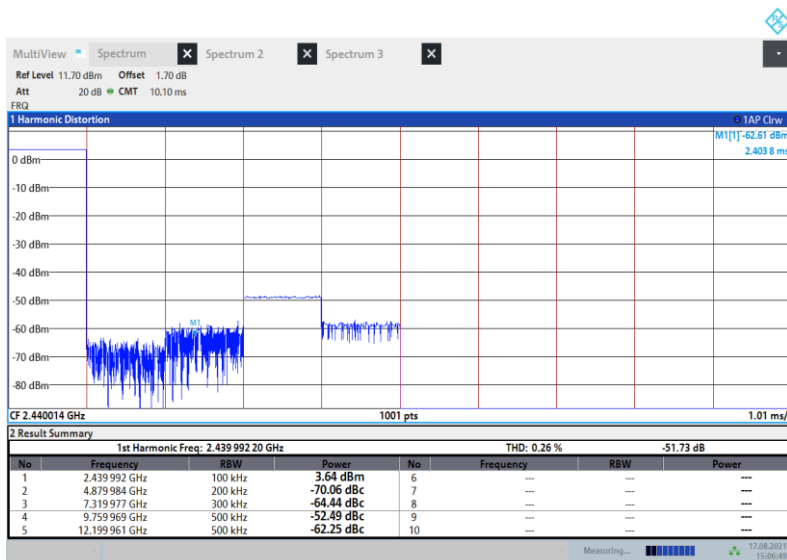 R S
MultiView Spectrum X Spectrum 2 X Spectrum 3 X
Ref Level 11.70 dBm Offset 1.70 dB
Att 20 dB CMT 10.10 ms
FRQ
1 Harmonic Distortion 1AP Clrw
M1[1] -62.61 dBm
2.403 8 ms
0 dBm
-10 dBm
-20 dBm
-30 dBm
-40 dBm
-50 dBm
M1
-60 dBm
-70 dBm
-80 dBm
CF 2.440014 GHz 1001 pts 1.01 ms/
2 Result Summary
1st Harmonic Freq: 2.439 992 20 GHz THD: 0.26 % -51.73 dB
No Frequency RBW Power No Frequency RBW Power
1 2.439 992 GHz 100 kHz 3.64 dBm 6 --- --- ---
2 4.879 984 GHz 200 kHz -70.06 dBc 7 --- --- ---
3 7.319 977 GHz 300 kHz -64.44 dBc 8 --- --- ---
4 9.759 969 GHz 500 kHz -52.49 dBc 9 --- --- ---
5 12.199 961 GHz 500 kHz -62.25 dBc 10 --- --- ---
Measuring... 17.08.2021
15:06:49